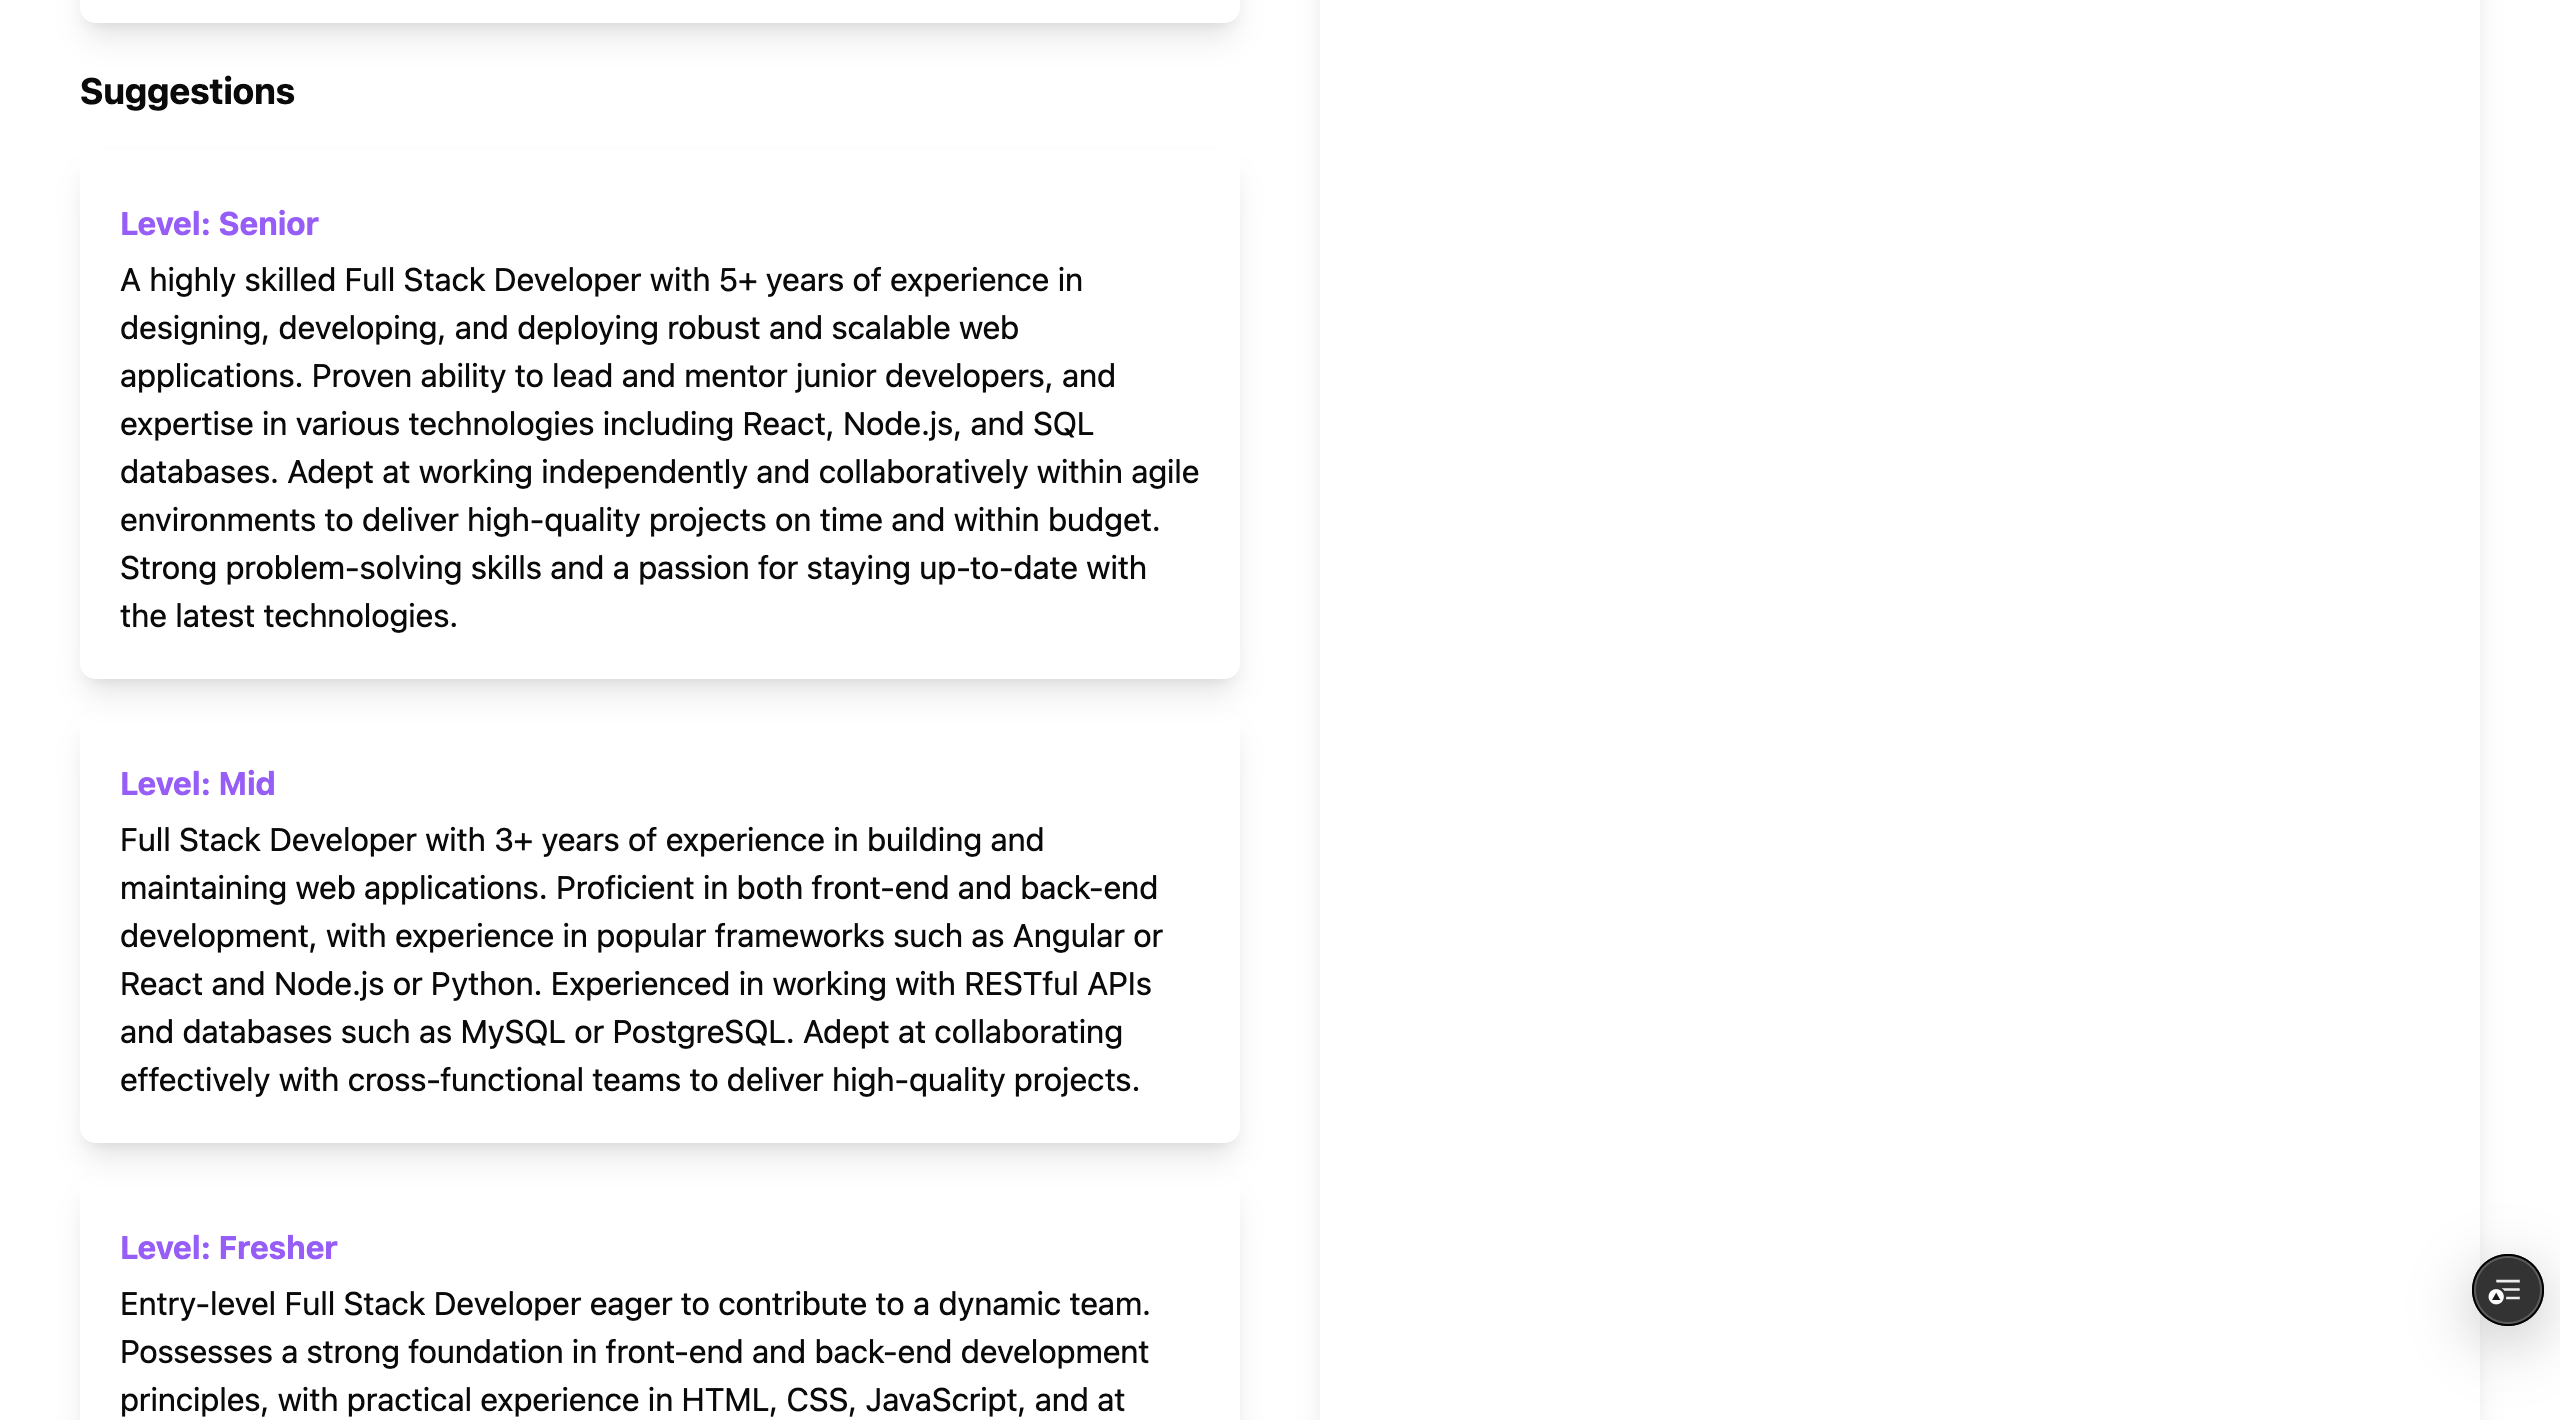 Suggestions
Level: Senior
A highly skilled Full Stack Developer with 5+ years of experience in
designing, developing, and deploying robust and scalable web
applications. Proven ability to lead and mentor junior developers, and
expertise in various technologies including React, Node.js, and SQL
databases. Adept at working independently and collaboratively within agile
environments to deliver high-quality projects on time and within budget.
Strong problem-solving skills and a passion for staying up-to-date with
the latest technologies.
Level: Mid
Full Stack Developer with 3+ years of experience in building and
maintaining web applications. Proficient in both front-end and back-end
development, with experience in popular frameworks such as Angular or
React and Node.js or Python. Experienced in working with RESTful APIs
and databases such as MySQL or PostgreSQL. Adept at collaborating
effectively with cross-functional teams to deliver high-quality projects.
Level: Fresher
Entry-level Full Stack Developer eager to contribute to a dynamic team.
Possesses a strong foundation in front-end and back-end development
principles, with practical experience in HTML, CSS, JavaScript, and at